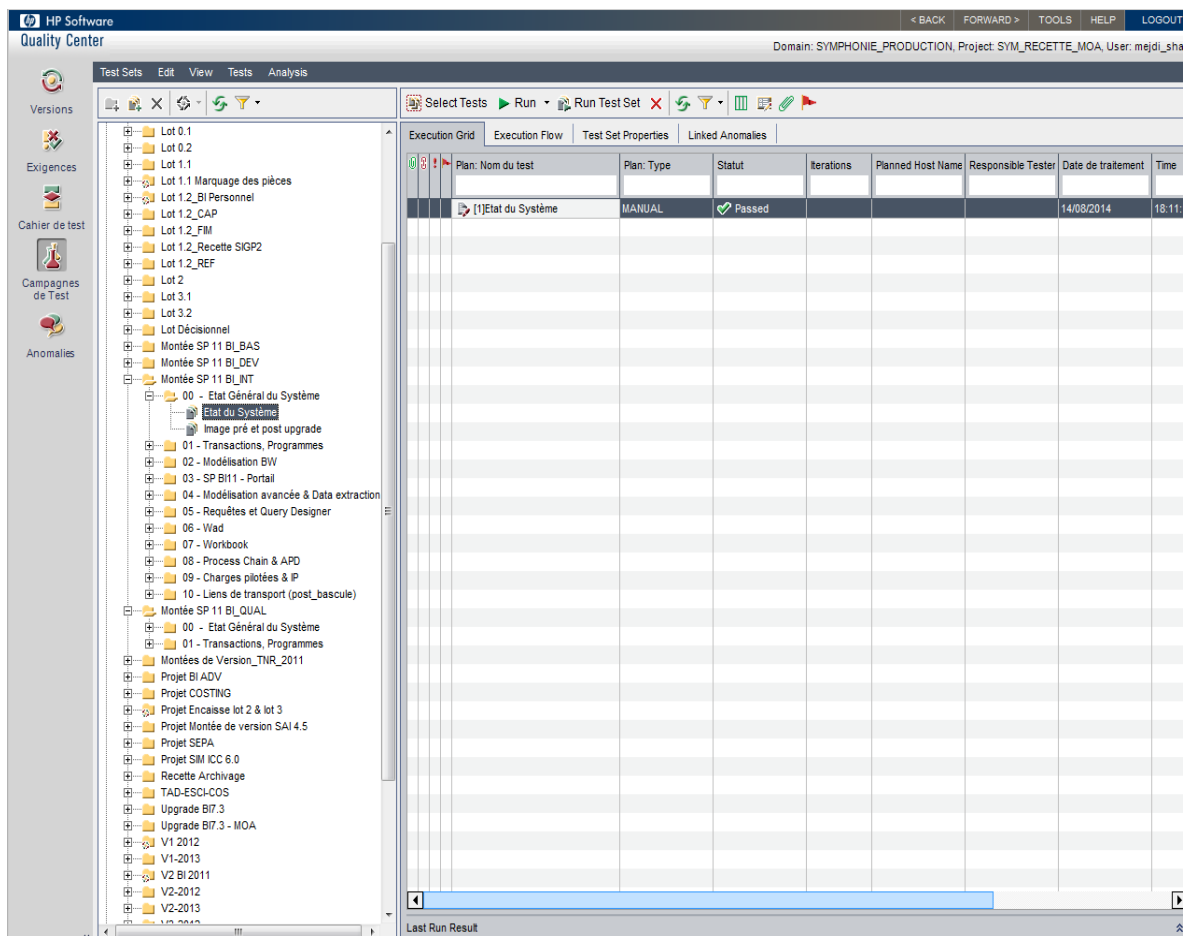 HP Software
< BACK FORWARD > TOOLS HELP LOGOUT
Quality Center
Domain: SYMPHONIE_PRODUCTION, Project: SYM_RECETTE_MOA, User: mejdi_sha
Versions
Exigences
Cahier de test
Campagnes
de Test
Anomalies
Test Sets Edit View Tests Analysis
Lot 0.1
Lot 0.2
Lot 1.1
Lot 1.1 Marquage des pièces
Lot 1.2_BI Personnel
Lot 1.2_CAP
Lot 1.2_FIM
Lot 1.2_Recette SIGP2
Lot 1.2_REF
Lot 2
Lot 3.1
Lot 3.2
Lot Décisionnel
Montée SP 11 BI_BAS
Montée SP 11 BI_DEV
Montée SP 11 BI_INT
00 - Etat Général du Système
Etat du Système
Image pré et post upgrade
01 - Transactions, Programmes
02 - Modélisation BW
03 - SP BI11 - Portail
04 - Modélisation avancée & Data extraction
05 - Requêtes et Query Designer
06 - Wad
07 - Workbook
08 - Process Chain & APD
09 - Charges pilotées & IP
10 - Liens de transport (post_bascule)
Montée SP 11 BI_QUAL
00 - Etat Général du Système
01 - Transactions, Programmes
Montées de Version_TNR_2011
Projet BI ADV
Projet COSTING
Projet Encaisse lot 2 & lot 3
Projet Montée de version SAI 4.5
Projet SEPA
Projet SIM ICC 6.0
Recette Archivage
TAD-ESCI-COS
Upgrade BI7.3
Upgrade BI7.3 - MOA
V1 2012
V1-2013
V2 BI 2011
V2-2012
V2-2013
Select Tests Run Run Test Set
Execution Grid Execution Flow Test Set Properties Linked Anomalies
Plan: Nom du test Plan: Type Statut Iterations Planned Host Name Responsible Tester Date de traitement Time
[1]Etat du Système MANUAL Passed 14/08/2014 18:11:
Last Run Result